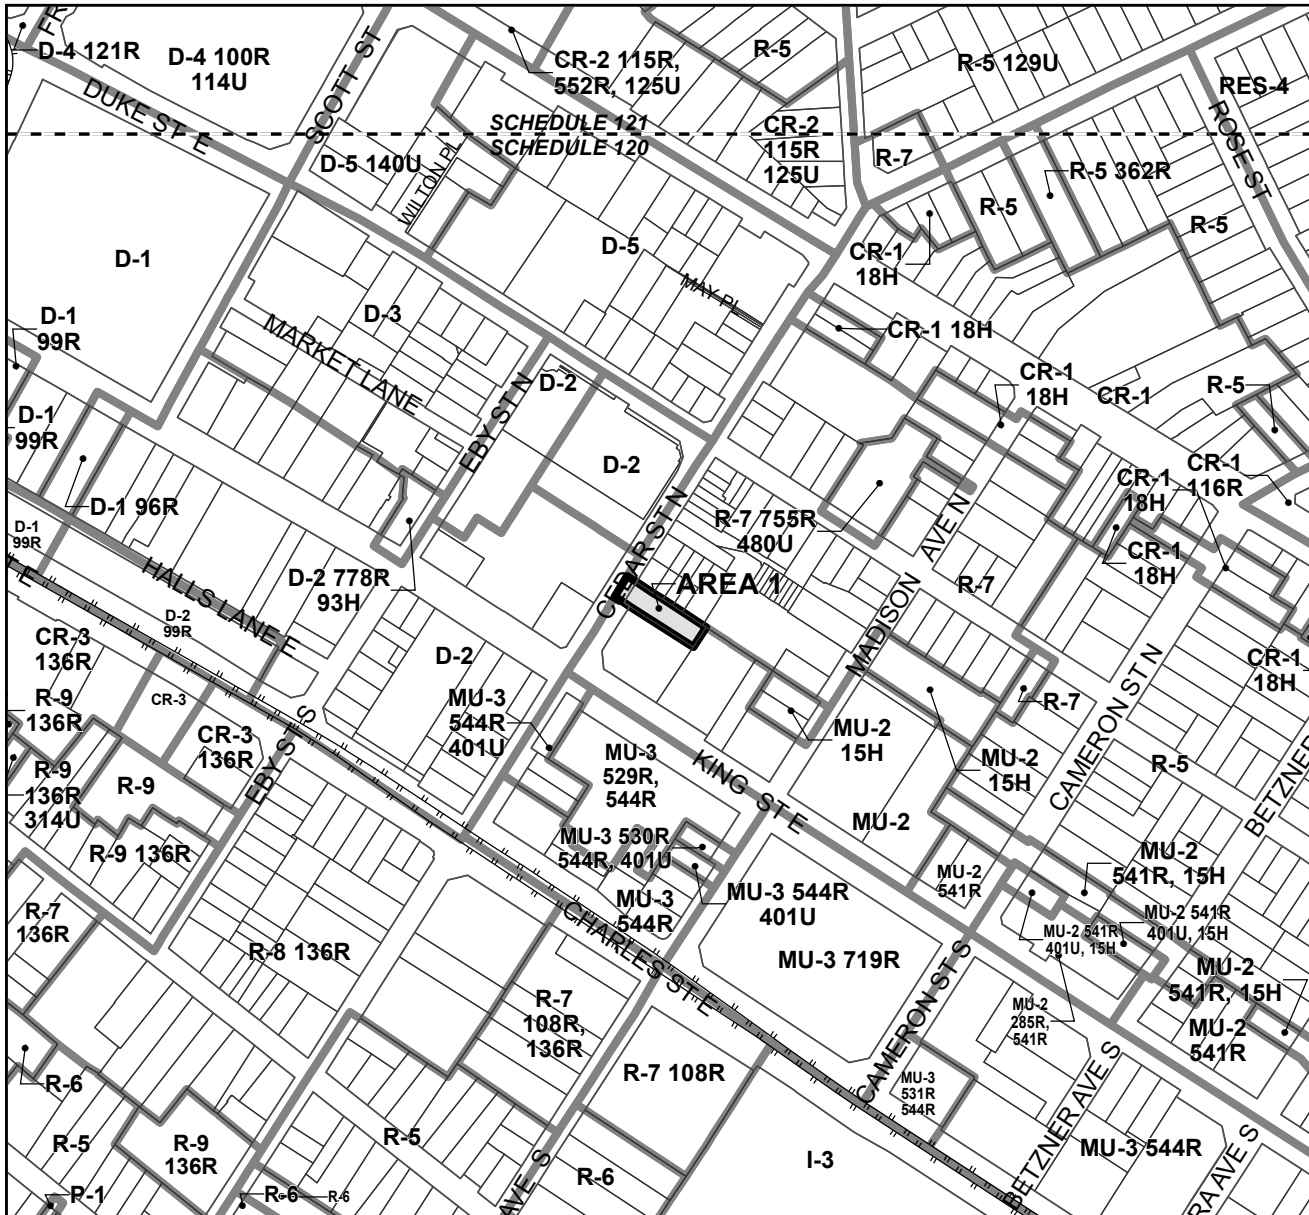 FR
D-4 121R
D-4 100R
114U
SCOTT ST
DUKE ST E
CR-2 115R,
552R, 125U
R-5
R-5 129U
RES-4
ROSE ST
SCHEDULE 121
SCHEDULE 120
CR-2
115R
125U
R-7
R-5 362R
R-5
R-5
D-5 140U
WILTON PL
D-1
D-5
CR-1
18H
MAY PL
D-1
99R
D-3
MARKET LANE
CR-1 18H
D-2
EBY ST N
CR-1
18H
CR-1
R-5
D-1
99R
D-2
D-1 96R
CEDAR ST N
R-7 755R
480U
MADISON AVE N
CR-1
18H
CR-1
116R
D-1
99R
HALLS LANE E
D-2 778R
93H
AREA 1
R-7
CR-1
18H
T E
D-2
99R
CR-3
136R
D-2
CR-1
18H
R-9
136R
CR-3
MU-3
544R
401U
R-7
CAMERON ST N
CR-3
136R
EBY ST S
MU-2
15H
MU-3
529R,
544R
KING ST E
MU-2
15H
R-5
BETZNER
R-9
136R
314U
R-9
MU-2
R-9 136R
MU-3 530R
544R, 401U
MU-2
541R
MU-2
541R, 15H
MU-3
544R
MU-3 544R
401U
R-7
136R
CHARLES ST E
MU-2 541R
401U, 15H
MU-2 541R
401U, 15H
R-8 136R
MU-3 719R
CAMERON ST S
MU-2
541R, 15H
R-7
108R,
136R
MU-2
285R,
541R
MU-2
541R
R-7 108R
R-6
MU-3
531R
544R
BETZNER AVE S
R-5
R-9
136R
R-5
MU-3 544R
I-3
AVE S
R-6
RA AVE S
P-1
R-6
R-6